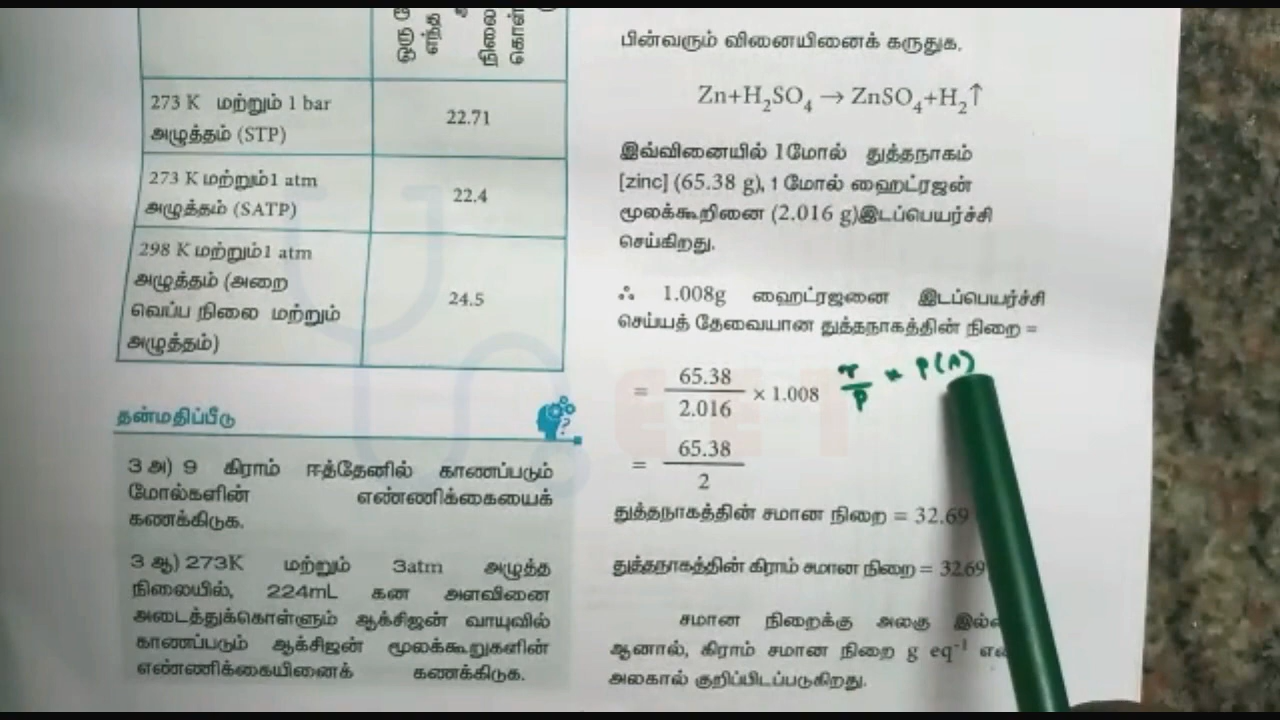 ஒரு
எந்த
நிலை
கொள்
273 K மற்றும் 1 bar
அழுத்தம் (STP)
22.71
273 K மற்றும்1 atm
அழுத்தம் (SATP)
22.4
298 K மற்றும்1 atm
அழுத்தம் (அறை
வெப்ப நிலை மற்றும்
அழுத்தம்)
24.5
தன்மதிப்பீடு
3 அ) 9 கிராம் ஈத்தேனில் காணப்படும்
மோல்களின் எண்ணிக்கையைக்
கணக்கிடுக.
3 ஆ) 273K மற்றும் 3atm அழுத்த
நிலையில், 224mL கன அளவினை
அடைத்துக்கொள்ளும் ஆக்சிஜன் வாயுவில்
காணப்படும் ஆக்சிஜன் மூலக்கூறுகளின்
எண்ணிக்கையினைக் கணக்கிடுக.
பின்வரும் வினையினைக் கருதுக.
Zn+H₂SO₄ → ZnSO₄+H₂↑
இவ்வினையில் 1மோல் துத்தநாகம்
[zinc] (65.38 g), 1 மோல் ஹைட்ரஜன்
மூலக்கூறினை (2.016 g)இடப்பெயர்ச்சி
செய்கிறது.
∴ 1.008g ஹைட்ரஜனை இடப்பெயர்ச்சி
செய்யத் தேவையான துத்தநாகத்தின் நிறை =
= 65.38/2.016 × 1.008
= 65.38/2
துத்தநாகத்தின் சமான நிறை = 32.69
துத்தநாகத்தின் கிராம் சமான நிறை = 32.69
சமான நிறைக்கு அலகு
ஆனால், கிராம் சமான நிறை g eq⁻¹
அலகால் குறிப்பிடப்படுகிறது.